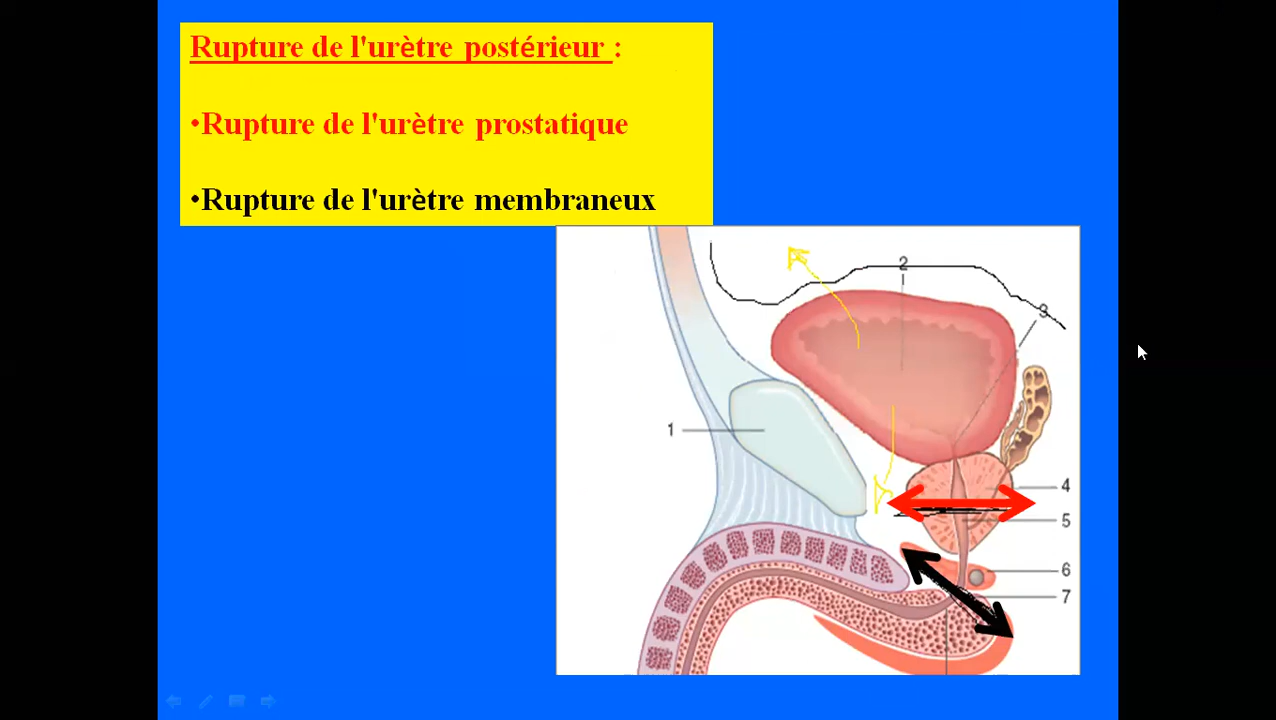 Rupture de l'urètre postérieur :
•Rupture de l'urètre prostatique
•Rupture de l'urètre membraneux
2
3
1
4
5
6
7